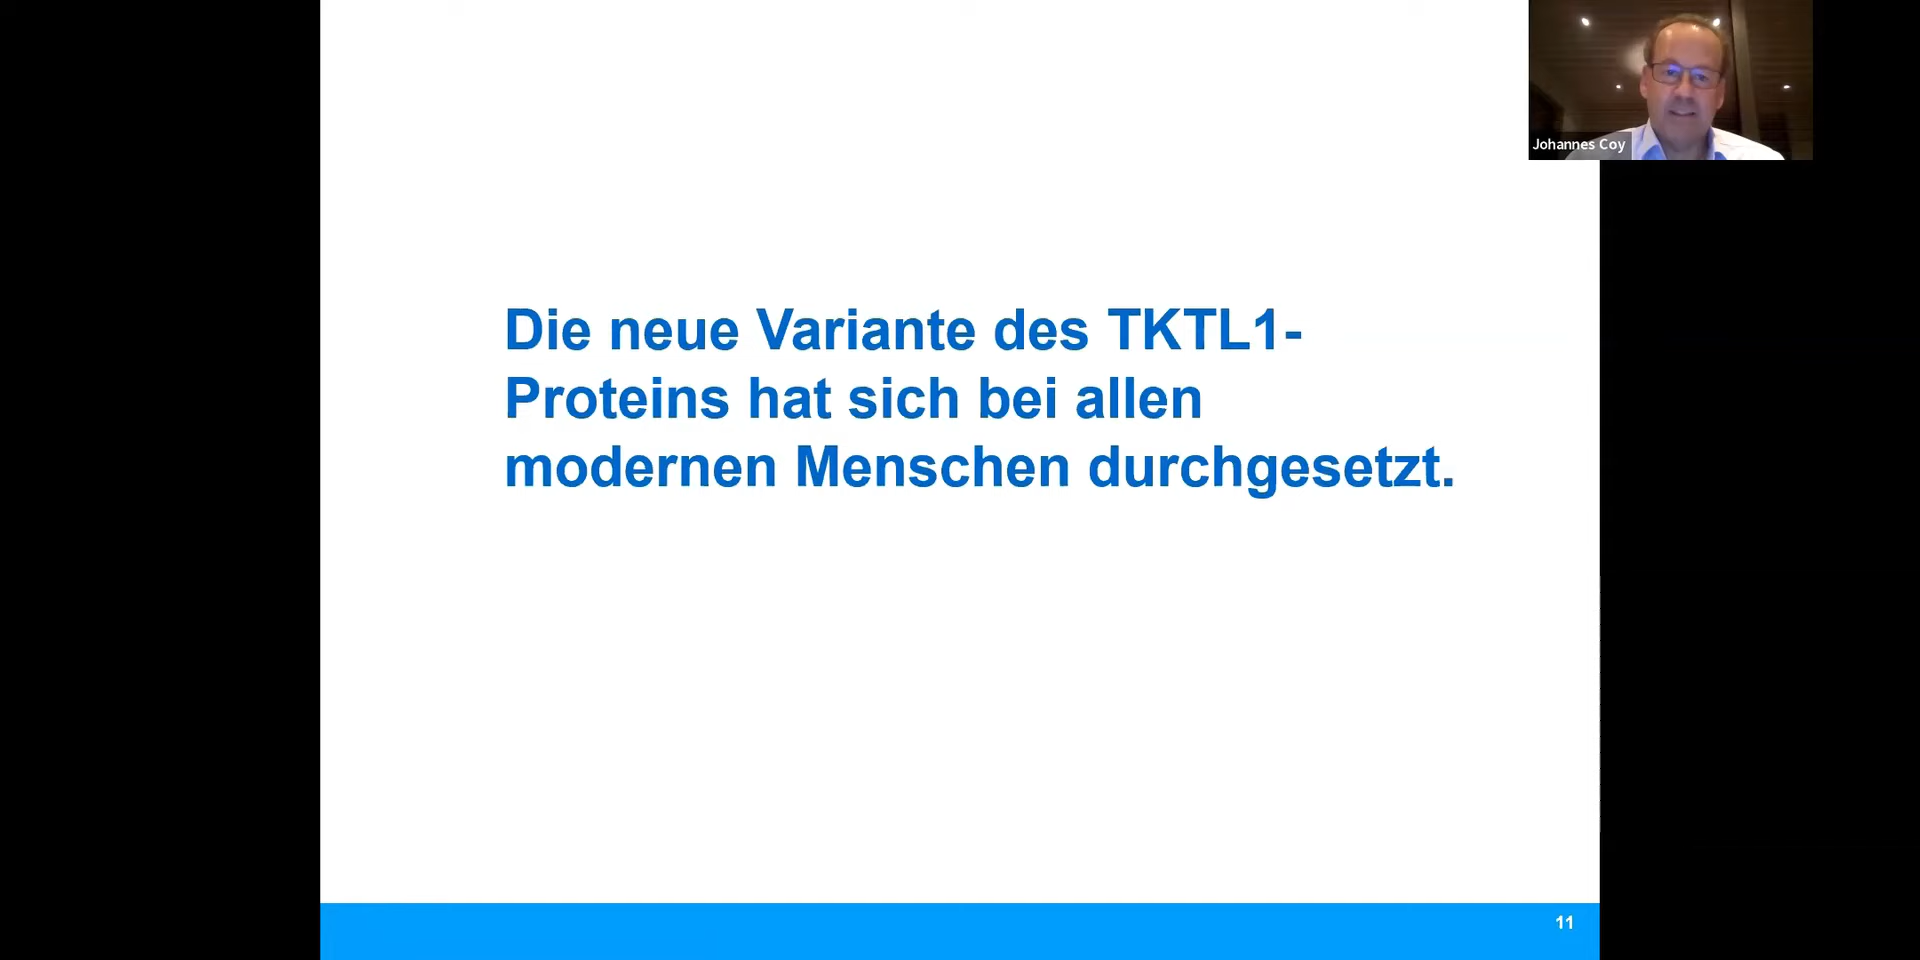 Johannes Coy
Die neue Variante des TKTL1-
Proteins hat sich bei allen
modernen Menschen durchgesetzt.
11